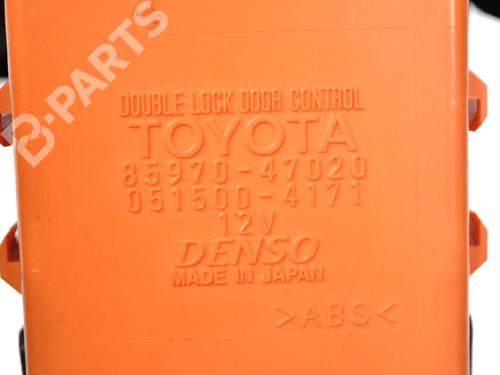 B-PARTS
DOUBLE LOCK DOOR CONTROL
TOYOTA
85970-47020
051500-4171
12V
DENSO
MADE IN JAPAN
>ABS<